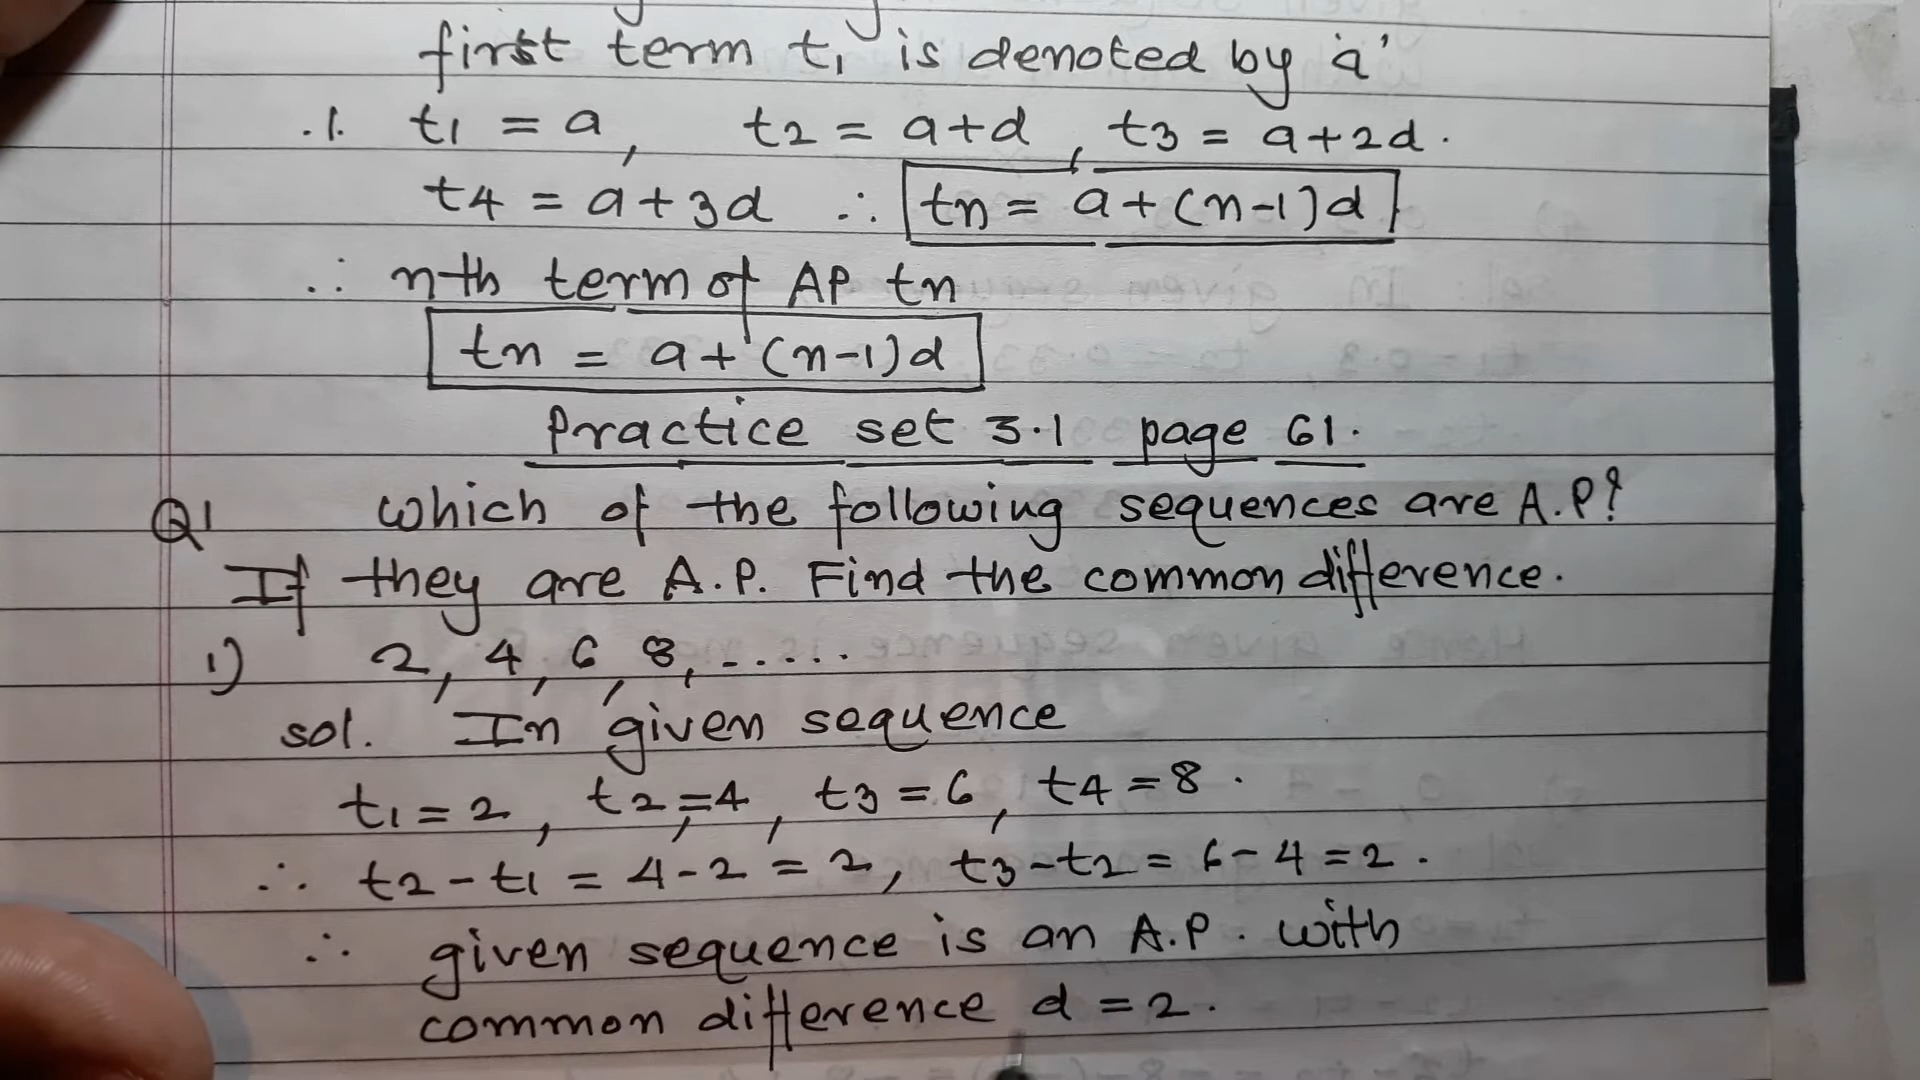 first term t1 is denoted by 'a'
∴ t1 = a, t2 = a+d, t3 = a+2d.
t4 = a+3d ∴ tn = a+(n-1)d
∴ nth term of AP tn
tn = a+(n-1)d
Practice set 3.1 page 61.
Q1 which of the following sequences are A.P?
If they are A.P. Find the common difference.
1) 2, 4, 6, 8, ......
sol. In given sequence
t1=2, t2=4, t3=6, t4=8.
∴ t2-t1 = 4-2 = 2, t3-t2 = 6-4 = 2.
∴ given sequence is an A.P. with
common difference d = 2.